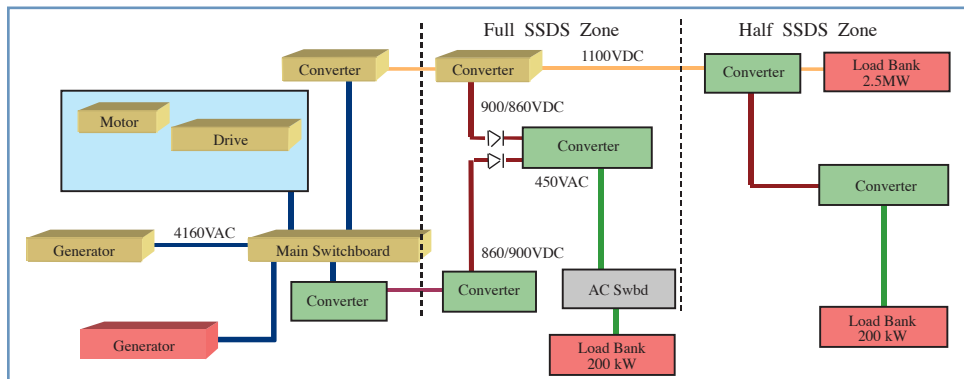 Full SSDS Zone
Half SSDS Zone
Converter
Converter
1100VDC
Converter
Load Bank
2.5MW
Motor
Drive
900/860VDC
Converter
450VAC
Converter
4160VAC
Generator
Main Switchboard
860/900VDC
Converter
Converter
AC Swbd
Generator
Load Bank
200 kW
Load Bank
200 kW